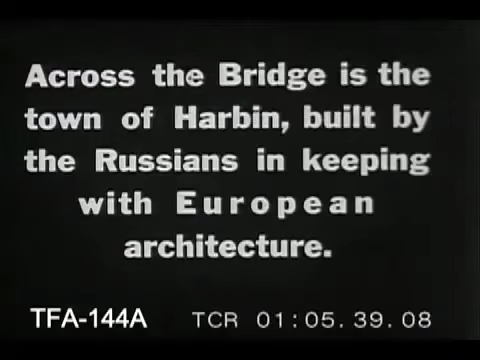 Across the Bridge is the
town of Harbin, built by
the Russians in keeping
with European
architecture.
TFA-144A TCR 01:05.39.08